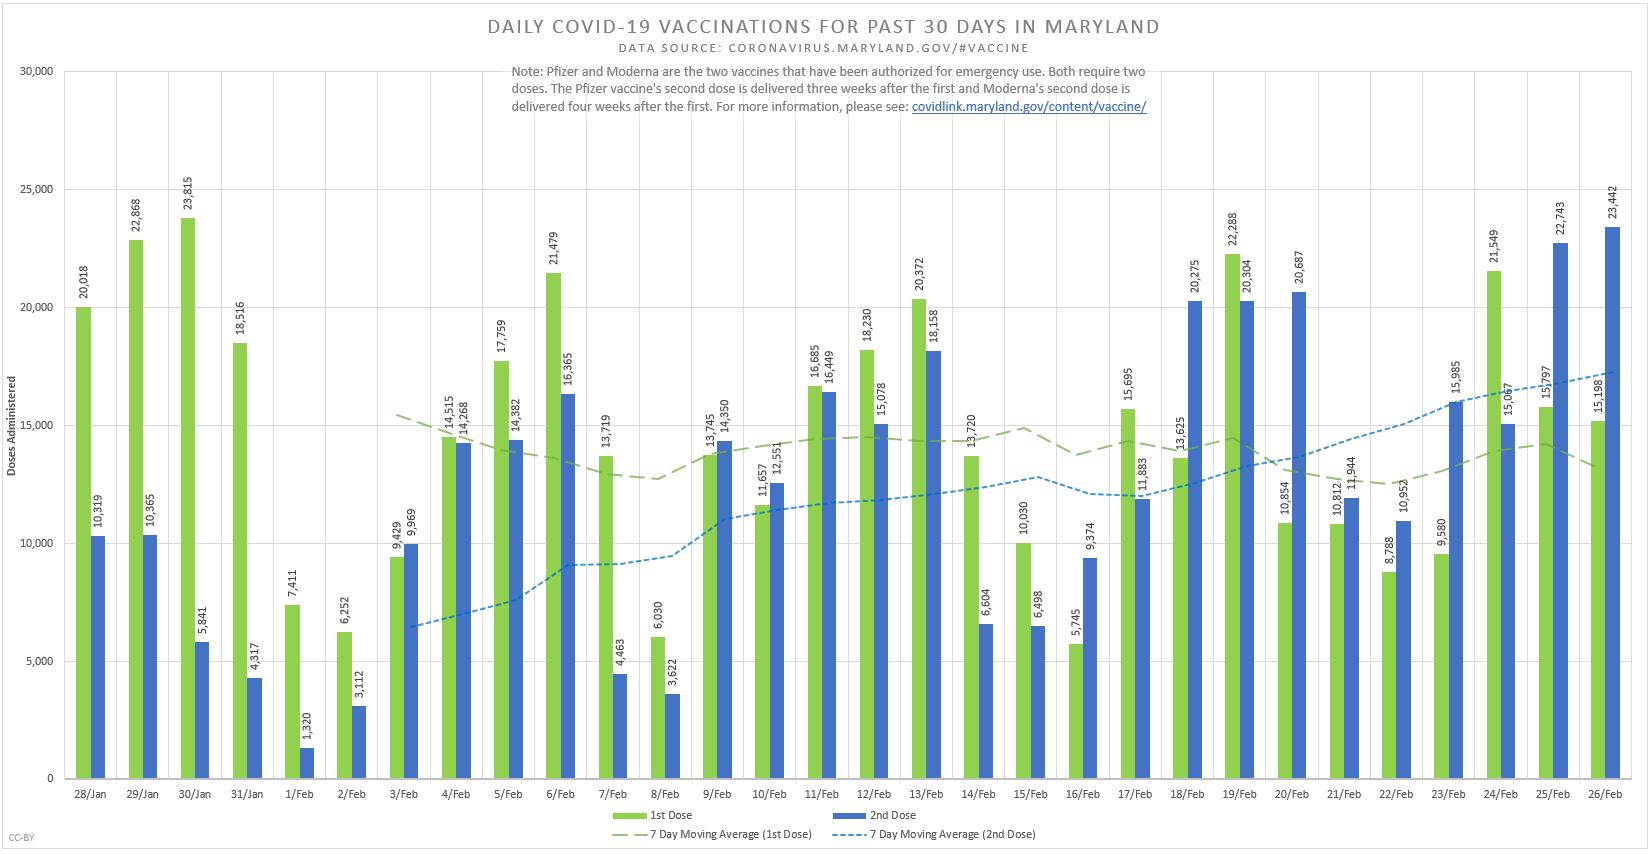 DAILY COVID-19 VACCINATIONS FOR PAST 30 DAYS IN MARYLAND
DATA SOURCE: CORONAVIRUS.MARYLAND.GOV/#VACCINE
Note: Pfizer and Moderna are the two vaccines that have been authorized for emergency use. Both require two
doses. The Pfizer vaccine's second dose is delivered three weeks after the first and Moderna's second dose is
delivered four weeks after the first. For more information, please see: covidlink.maryland.gov/content/vaccine/
Doses Administered
30,000
25,000
20,000
15,000
10,000
5,000
0
20,018
10,319
22,868
10,365
23,815
5,841
18,516
4,317
7,411
1,320
6,252
3,112
9,429
9,969
14,515
14,268
17,759
14,382
21,479
16,365
13,719
4,463
6,030
3,622
13,745
14,350
11,657
12,551
16,685
16,449
18,230
15,078
20,372
18,158
13,720
6,604
10,030
6,498
5,745
9,374
15,695
11,883
13,625
20,275
22,288
20,304
10,854
20,687
10,812
11,944
8,788
10,952
9,580
15,985
21,549
15,067
15,797
22,743
15,198
23,442
28/Jan
29/Jan
30/Jan
31/Jan
1/Feb
2/Feb
3/Feb
4/Feb
5/Feb
6/Feb
7/Feb
8/Feb
9/Feb
10/Feb
11/Feb
12/Feb
13/Feb
14/Feb
15/Feb
16/Feb
17/Feb
18/Feb
19/Feb
20/Feb
21/Feb
22/Feb
23/Feb
24/Feb
25/Feb
26/Feb
1st Dose
2nd Dose
7 Day Moving Average (1st Dose)
7 Day Moving Average (2nd Dose)
CC-BY